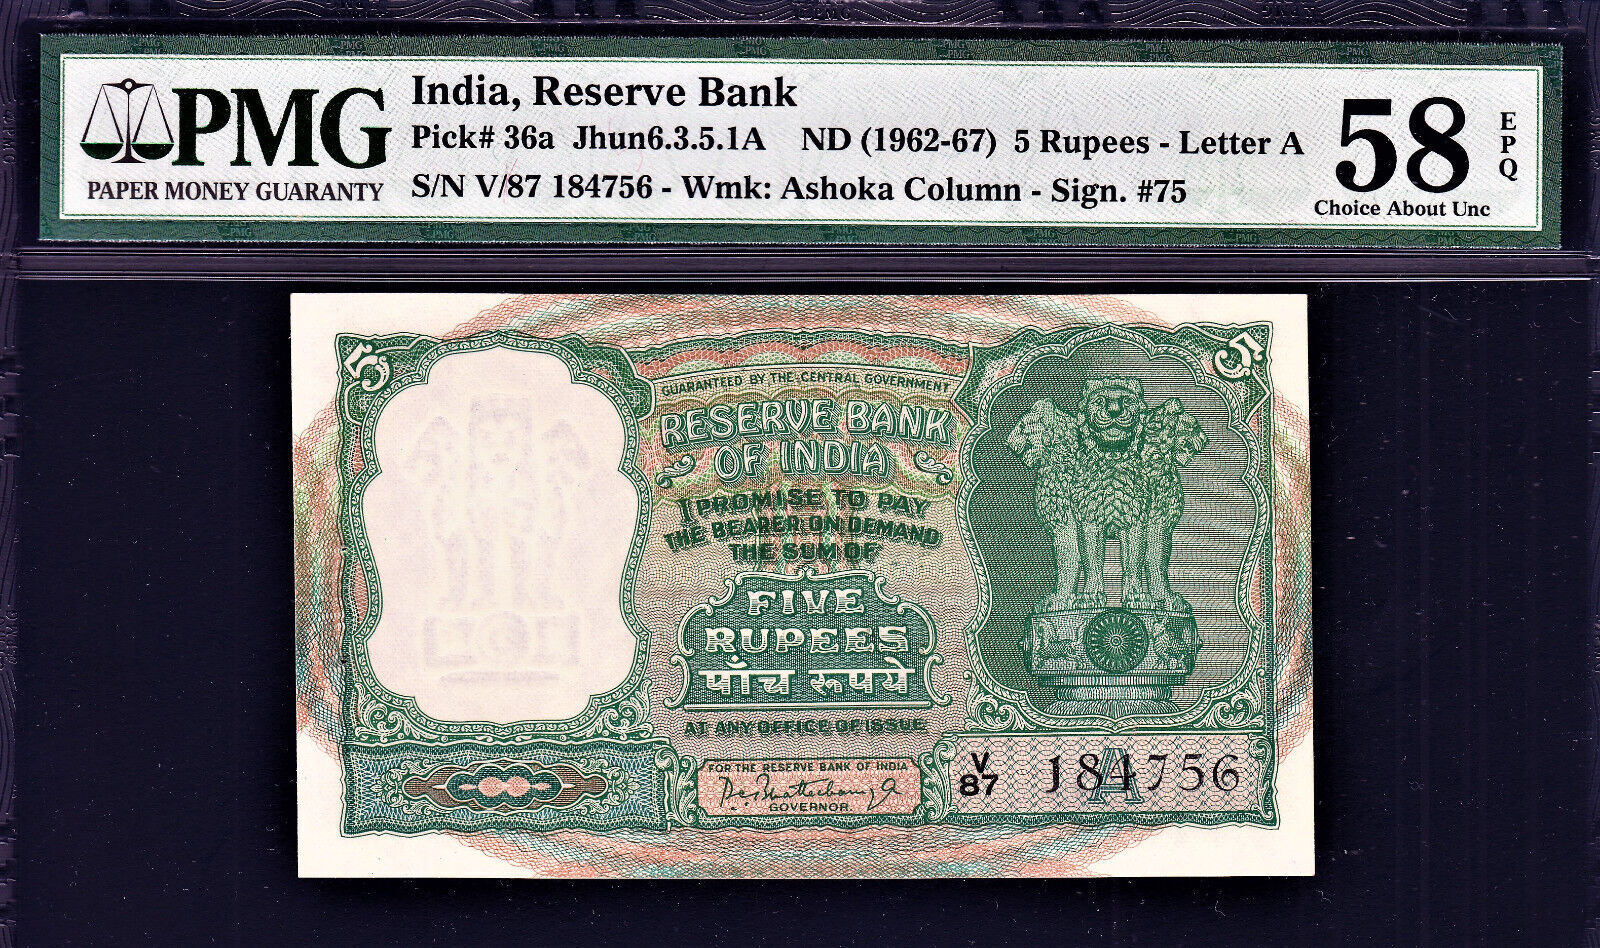 PMG
PAPER MONEY GUARANTY
India, Reserve Bank
Pick# 36a Jhun6.3.5.1A ND (1962-67) 5 Rupees - Letter A
S/N V/87 184756 - Wmk: Ashoka Column - Sign. #75
58
EPQ
Choice About Unc
5
5
GUARANTEED BY THE CENTRAL GOVERNMENT
RESERVE BANK
OF INDIA
I PROMISE TO PAY
THE BEARER ON DEMAND
THE SUM OF
FIVE
RUPEES
पाँच रूपये
AT ANY OFFICE OF ISSUE
FOR THE RESERVE BANK OF INDIA
GOVERNOR.
V
87 184756
A